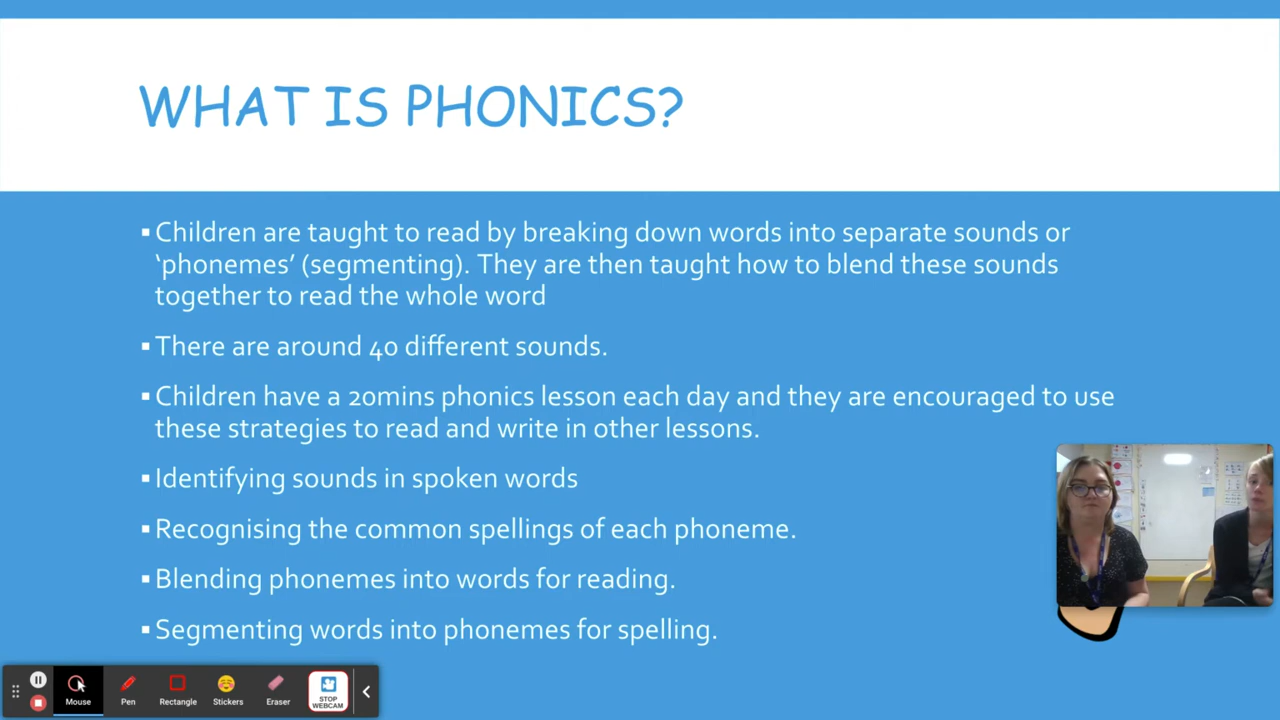 WHAT IS PHONICS?
▪ Children are taught to read by breaking down words into separate sounds or
‘phonemes’ (segmenting). They are then taught how to blend these sounds
together to read the whole word
▪ There are around 40 different sounds.
▪ Children have a 20mins phonics lesson each day and they are encouraged to use
these strategies to read and write in other lessons.
▪ Identifying sounds in spoken words
▪ Recognising the common spellings of each phoneme.
▪ Blending phonemes into words for reading.
▪ Segmenting words into phonemes for spelling.
Mouse Pen Rectangle Stickers Eraser STOP
WEBCAM